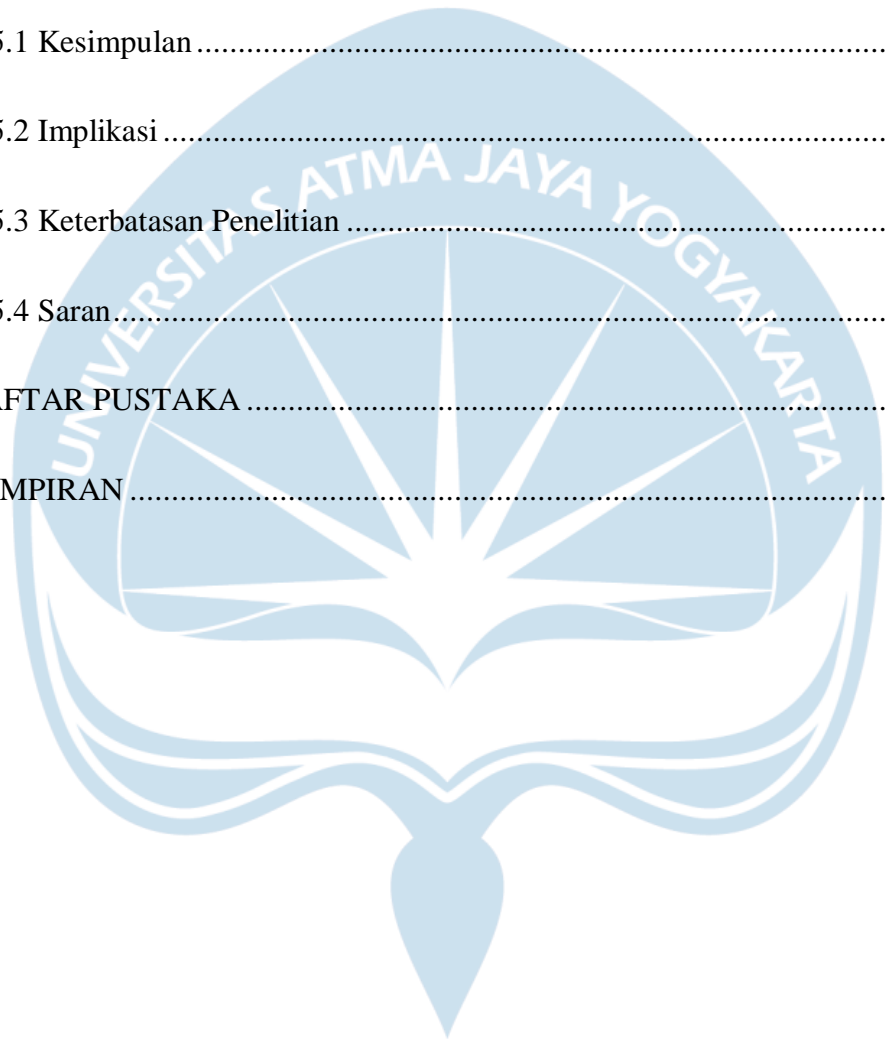 5.1 Kesimpulan ........................................................................................
5.2 Implikasi ............................................................................................
5.3 Keterbatasan Penelitian ....................................................................
5.4 Saran ..................................................................................................
AFTAR PUSTAKA .................................................................................
MPIRAN ................................................................................................
UNIVERSITAS ATMA JAYA YOGYAKARTA